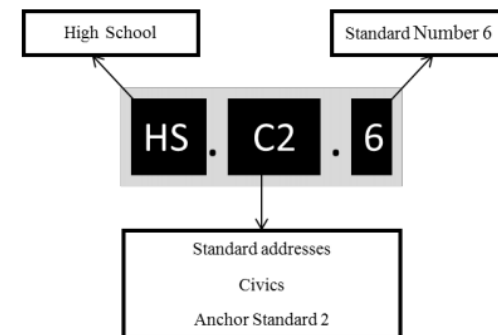 High School
Standard Number 6
HS . C2 . 6
Standard addresses
Civics
Anchor Standard 2